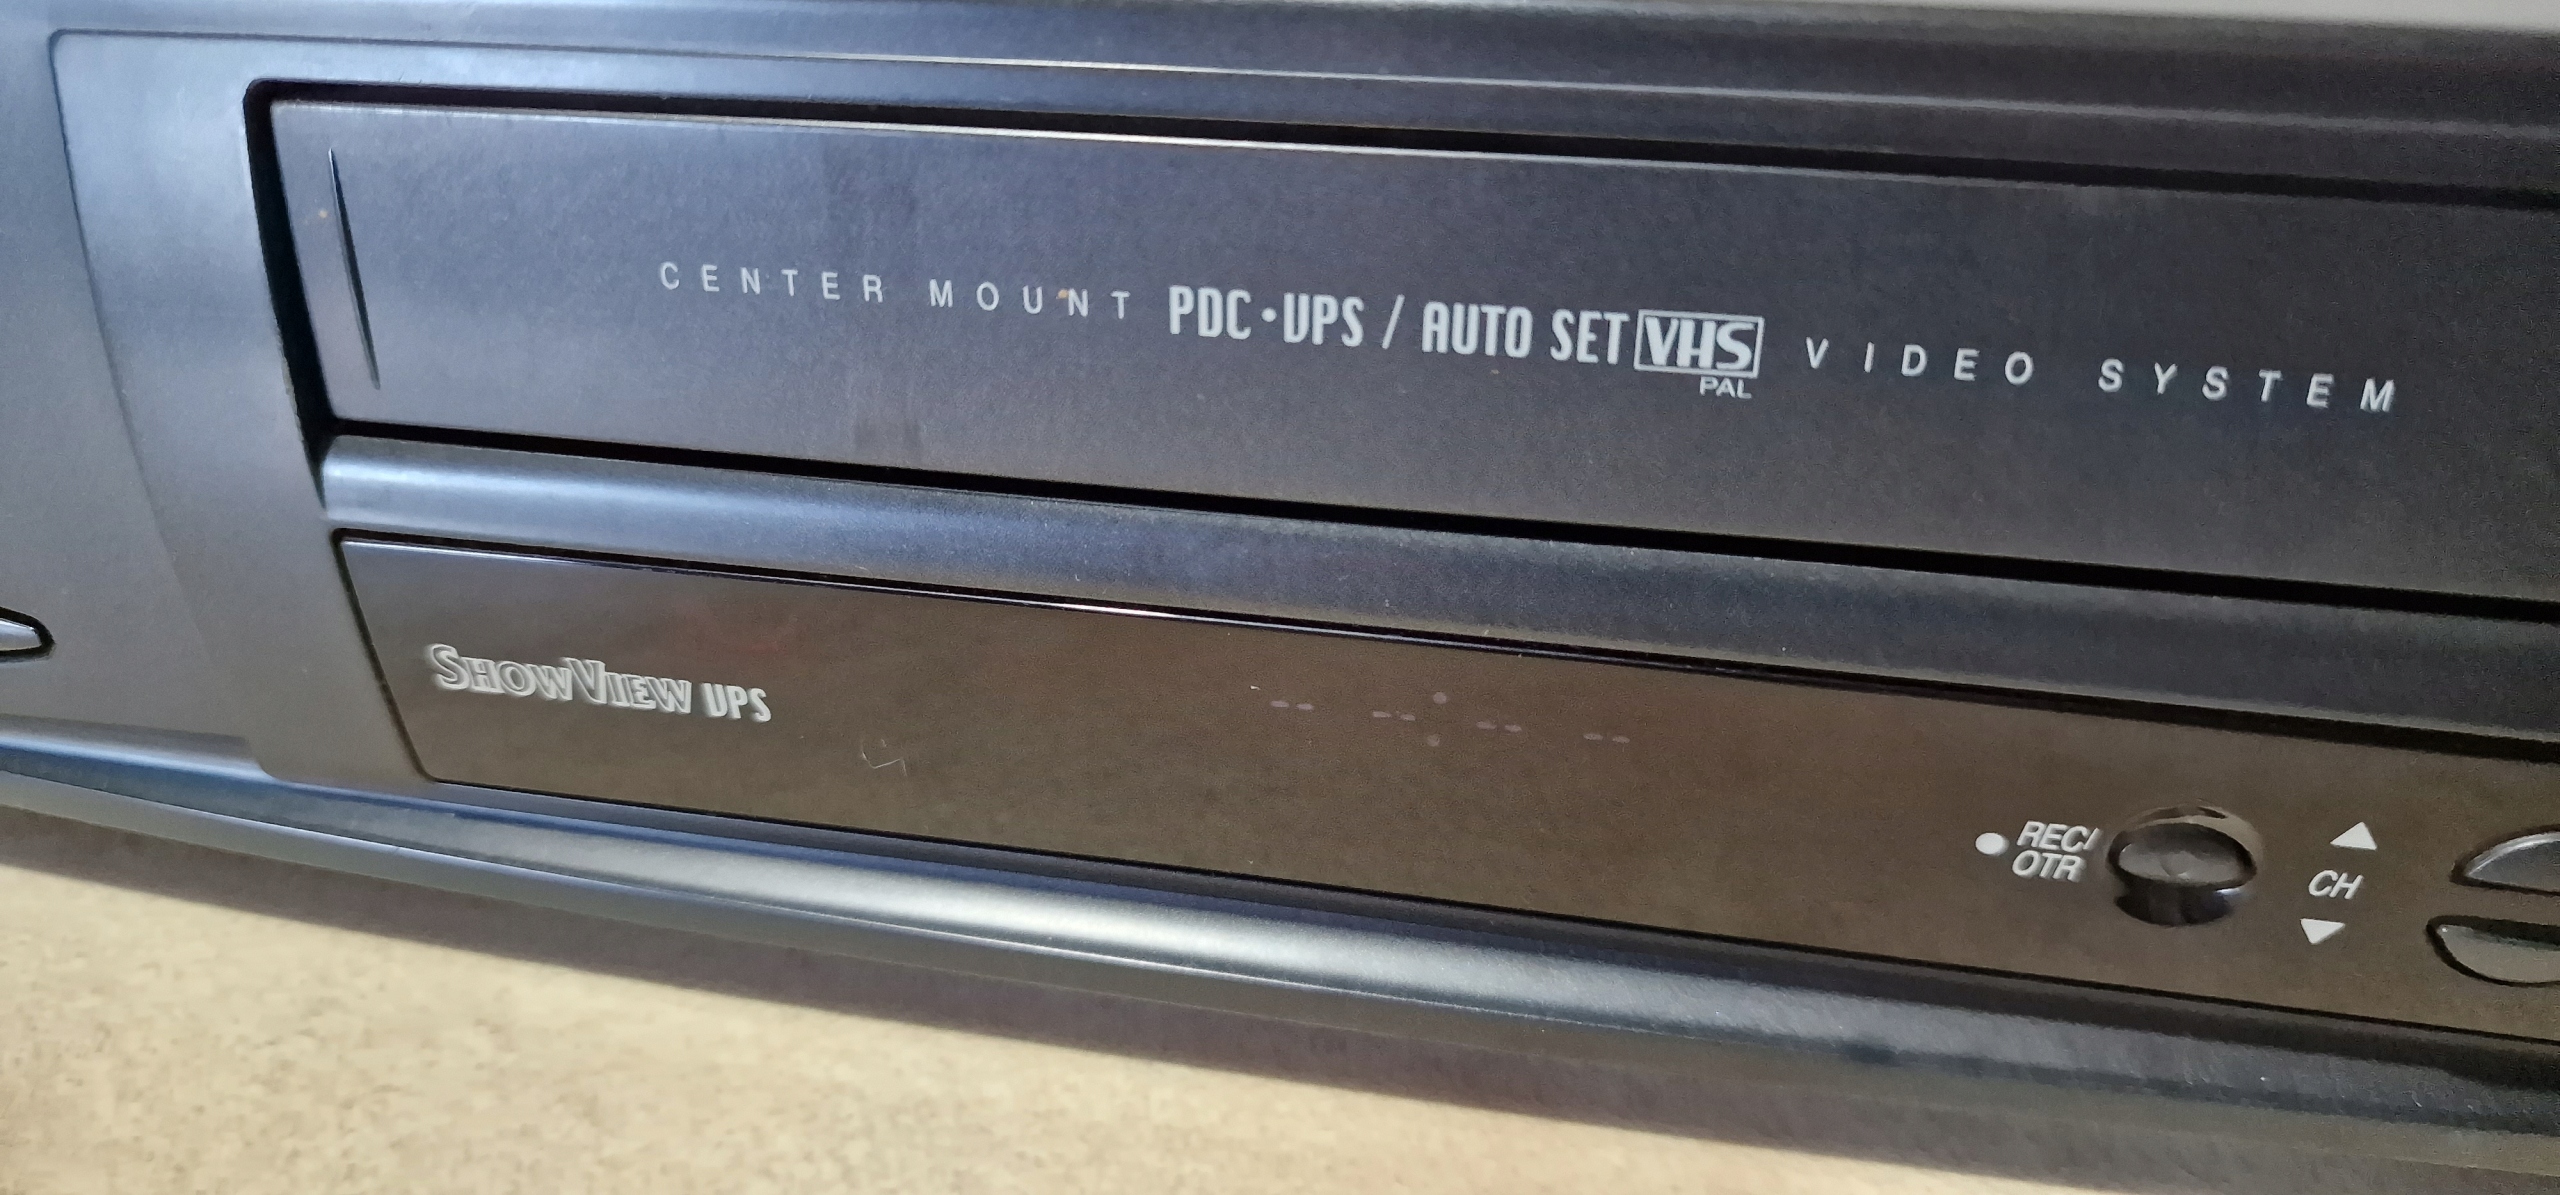 CENTER MOUNT PDC•UPS / AUTO SET VHS VIDEO SYSTEM
PAL
SHOWVIEW UPS
-- --:-- --
● REC/
OTR
▲
CH
▼